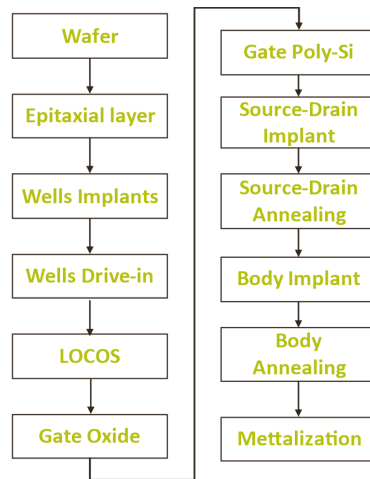 Wafer
Epitaxial layer
Wells Implants
Wells Drive-in
LOCOS
Gate Oxide
Gate Poly-Si
Source-Drain
Implant
Source-Drain
Annealing
Body Implant
Body
Annealing
Mettalization